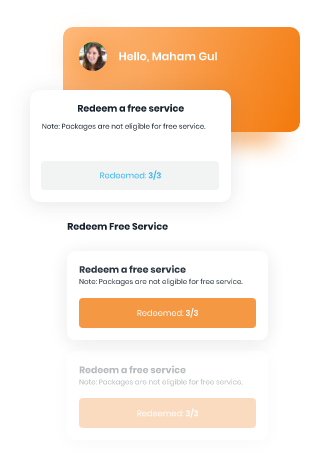 Hello, Maham Gul
Redeem a free service
Note: Packages are not eligible for free service.
Redeemed: 3/3
Redeem Free Service
Redeem a free service
Note: Packages are not eligible for free service.
Redeemed: 3/3
Redeem a free service
Note: Packages are not eligible for free service.
Redeemed: 3/3